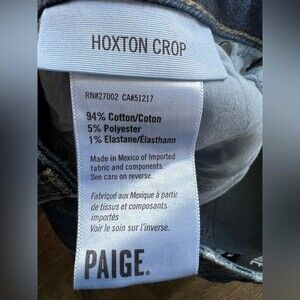 HOXTON CROP
RN#27002 CA#51217
94% Cotton/Coton
5% Polyester
1% Elastane/Élasthann
Made in Mexico of Imported
fabric and components.
See care on reverse.
Fabriqué aux Mexique à partir
de tissus et composants
importés
Voir le soin sur l'inverse.
PAIGE.